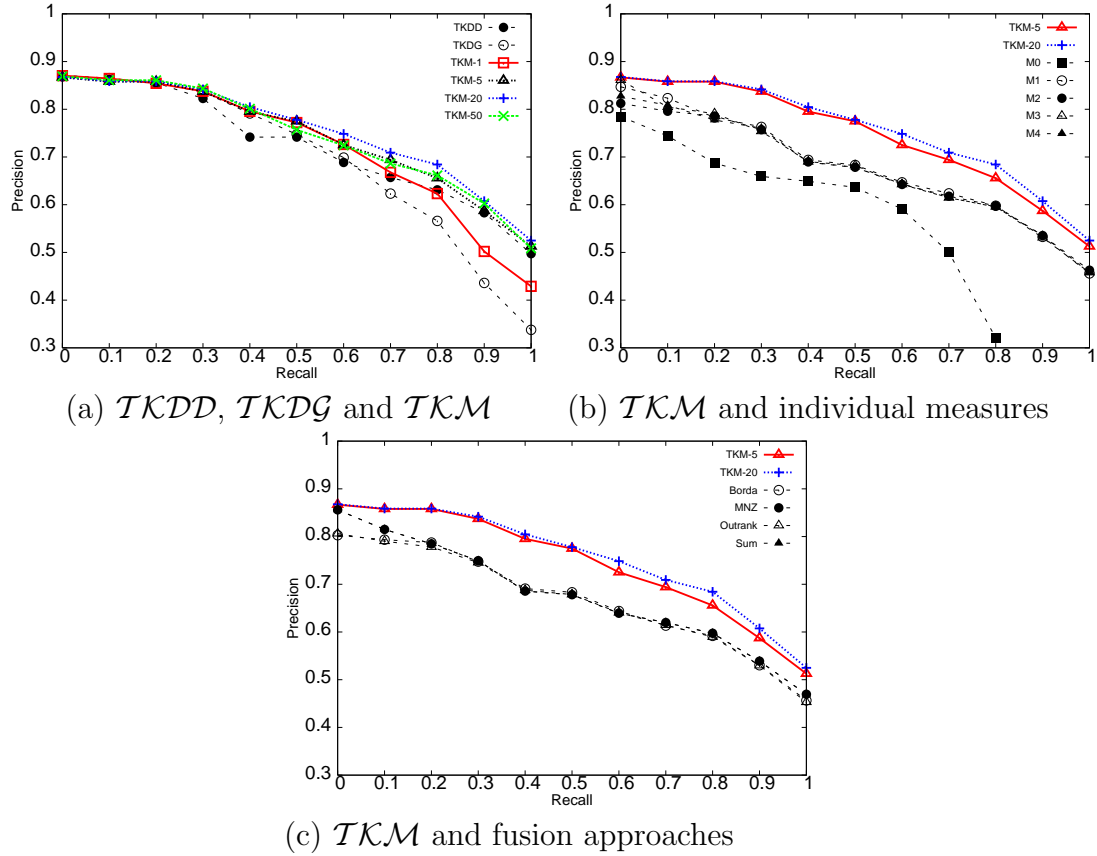 1
0.9
0.8
0.7
0.6
0.5
0.4
0.3
Precision
0 0.1 0.2 0.3 0.4 0.5 0.6 0.7 0.8 0.9 1
Recall
TKDD
TKDG
TKM-1
TKM-5
TKM-20
TKM-50
(a) 𝒯𝒦𝒟𝒟, 𝒯𝒦𝒟𝒢 and 𝒯𝒦ℳ
1
0.9
0.8
0.7
0.6
0.5
0.4
0.3
Precision
0 0.1 0.2 0.3 0.4 0.5 0.6 0.7 0.8 0.9 1
Recall
TKM-5
TKM-20
M0
M1
M2
M3
M4
(b) 𝒯𝒦ℳ and individual measures
1
0.9
0.8
0.7
0.6
0.5
0.4
0.3
Precision
0 0.1 0.2 0.3 0.4 0.5 0.6 0.7 0.8 0.9 1
Recall
TKM-5
TKM-20
Borda
MNZ
Outrank
Sum
(c) 𝒯𝒦ℳ and fusion approaches